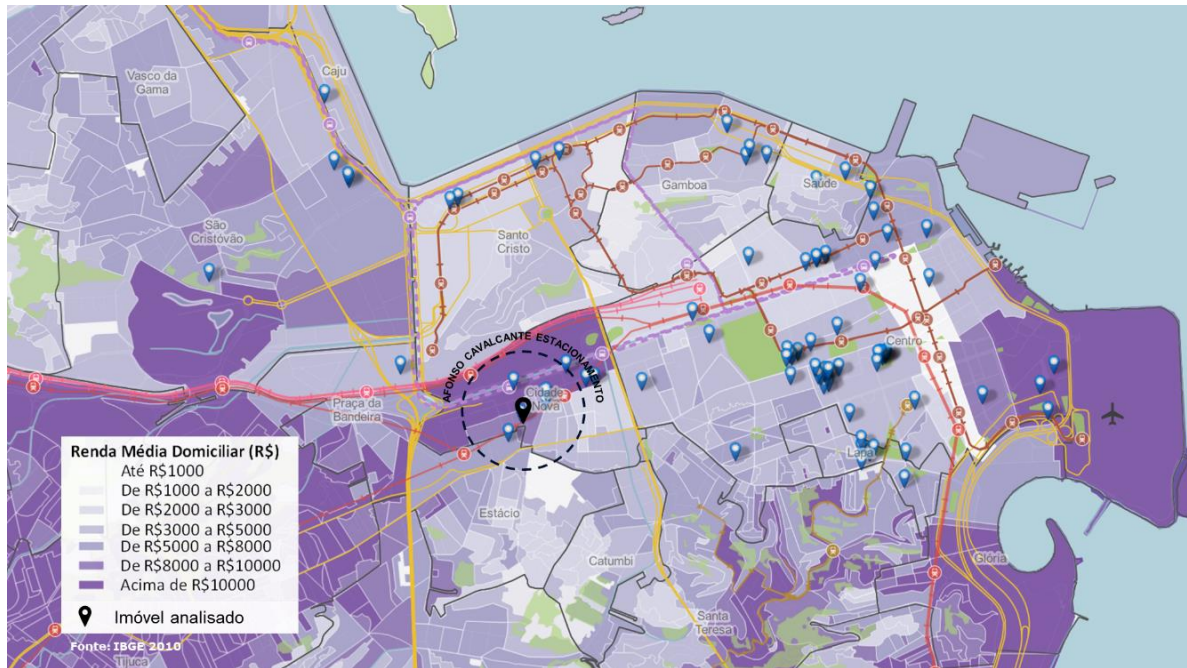 Vasco da
Gama
Caju
São
Cristóvão
Santo
Cristo
Gamboa
Saúde
Centro
AFONSO CAVALCANTE ESTACIONAMENTO
Cidade
Nova
Praça da
Bandeira
Lapa
Estácio
Catumbi
Glória
Santa
Teresa
Tijuca
Renda Média Domiciliar (R$)
Até R$1000
De R$1000 a R$2000
De R$2000 a R$3000
De R$3000 a R$5000
De R$5000 a R$8000
De R$8000 a R$10000
Acima de R$10000
Imóvel analisado
Fonte: IBGE 2010